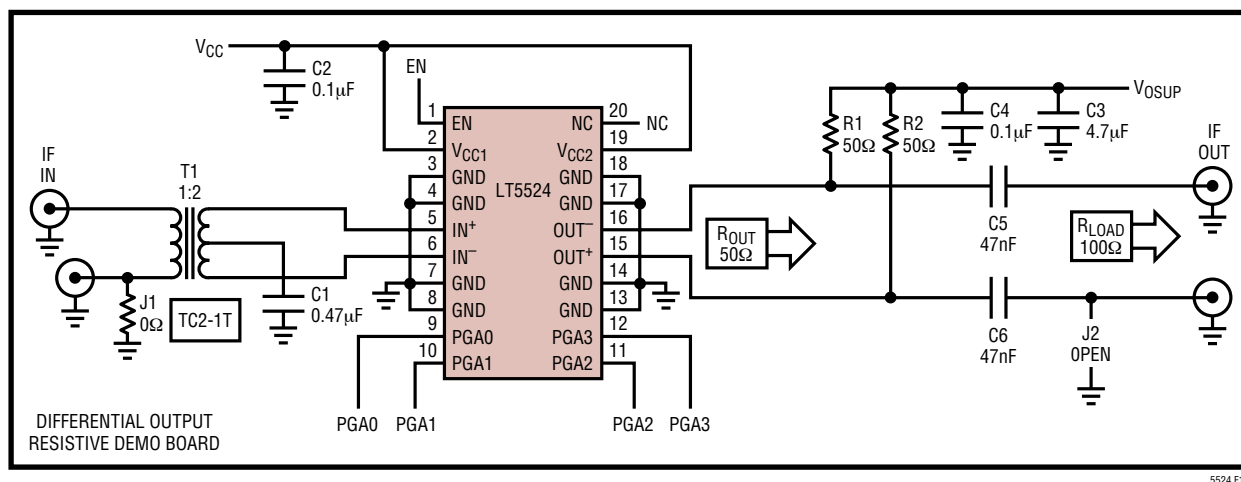 VCC
C2
0.1µF
EN
IF
IN
T1
1:2
J1
0Ω
TC2-1T
C1
0.47µF
1
EN
2
VCC1
3
GND
4
GND
5
IN+
6
IN−
7
GND
8
GND
9
PGA0
10
PGA1
LT5524
20
NC
NC
19
VCC2
18
GND
17
GND
16
OUT−
15
OUT+
14
GND
13
GND
12
PGA3
11
PGA2
PGA0 PGA1
PGA2 PGA3
R1
50Ω
R2
50Ω
C4
0.1µF
C3
4.7µF
VOSUP
IF
OUT
ROUT
50Ω
C5
47nF
RLOAD
100Ω
C6
47nF
J2
OPEN
DIFFERENTIAL OUTPUT
RESISTIVE DEMO BOARD